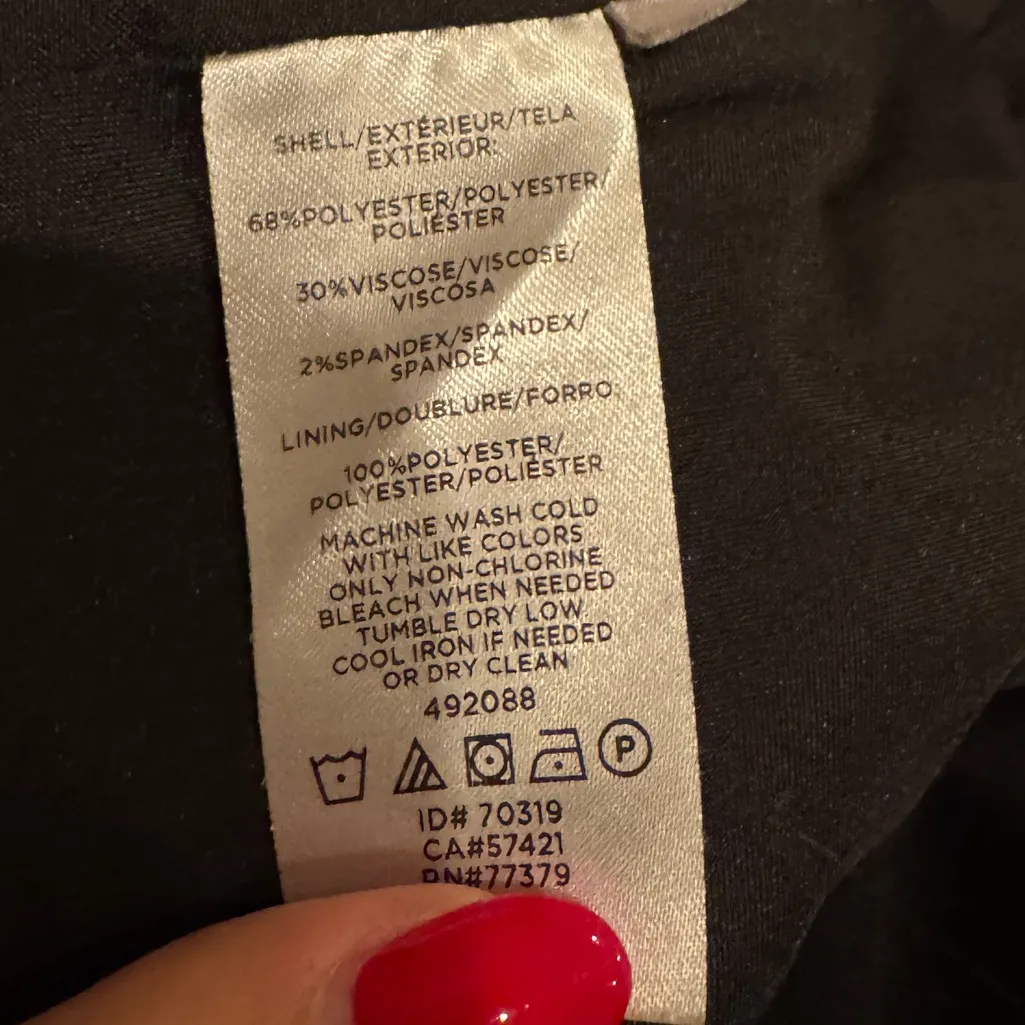 SHELL/EXTÉRIEUR/TELA
EXTERIOR:
68%POLYESTER/POLYESTER/
POLIÉSTER
30%VISCOSE/VISCOSE/
VISCOSA
2%SPANDEX/SPANDEX/
SPANDEX
LINING/DOUBLURE/FORRO:
100%POLYESTER/
POLYESTER/POLIÉSTER
MACHINE WASH COLD
WITH LIKE COLORS
ONLY NON-CHLORINE
BLEACH WHEN NEEDED
TUMBLE DRY LOW
COOL IRON IF NEEDED
OR DRY CLEAN
492088
P
ID# 70319
CA#57421
RN#77379